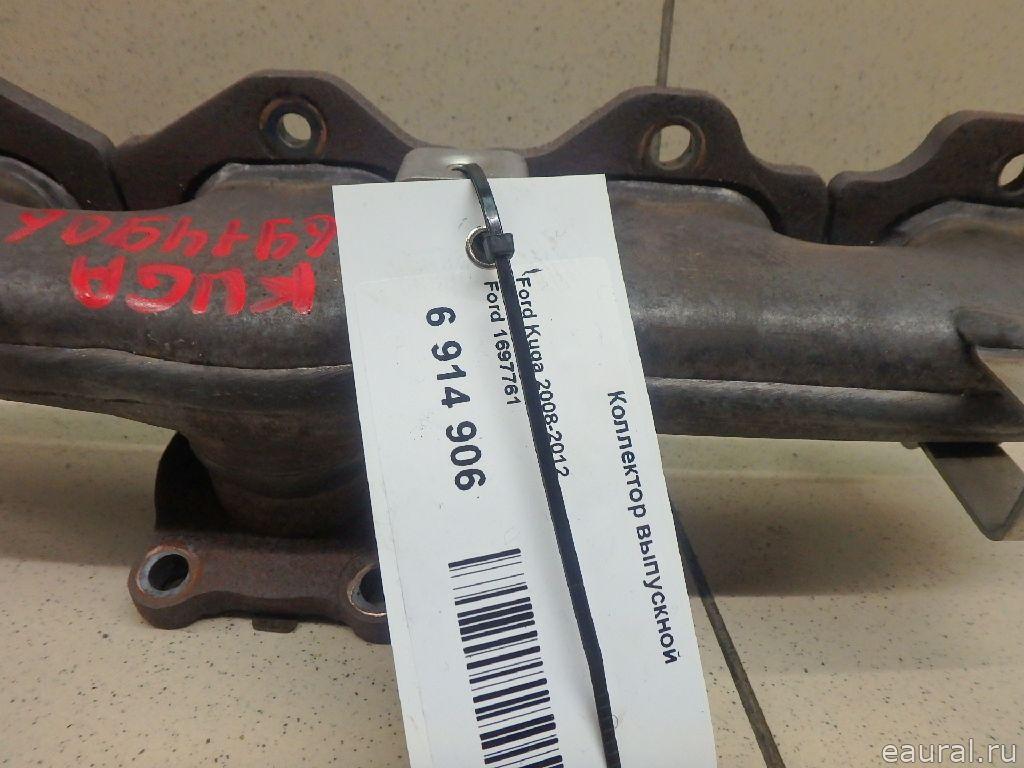 Коллектор выпускной
Ford Kuga 2008-2012
Ford 1697761
6 914 906
KUGA
6914906
eaural.ru